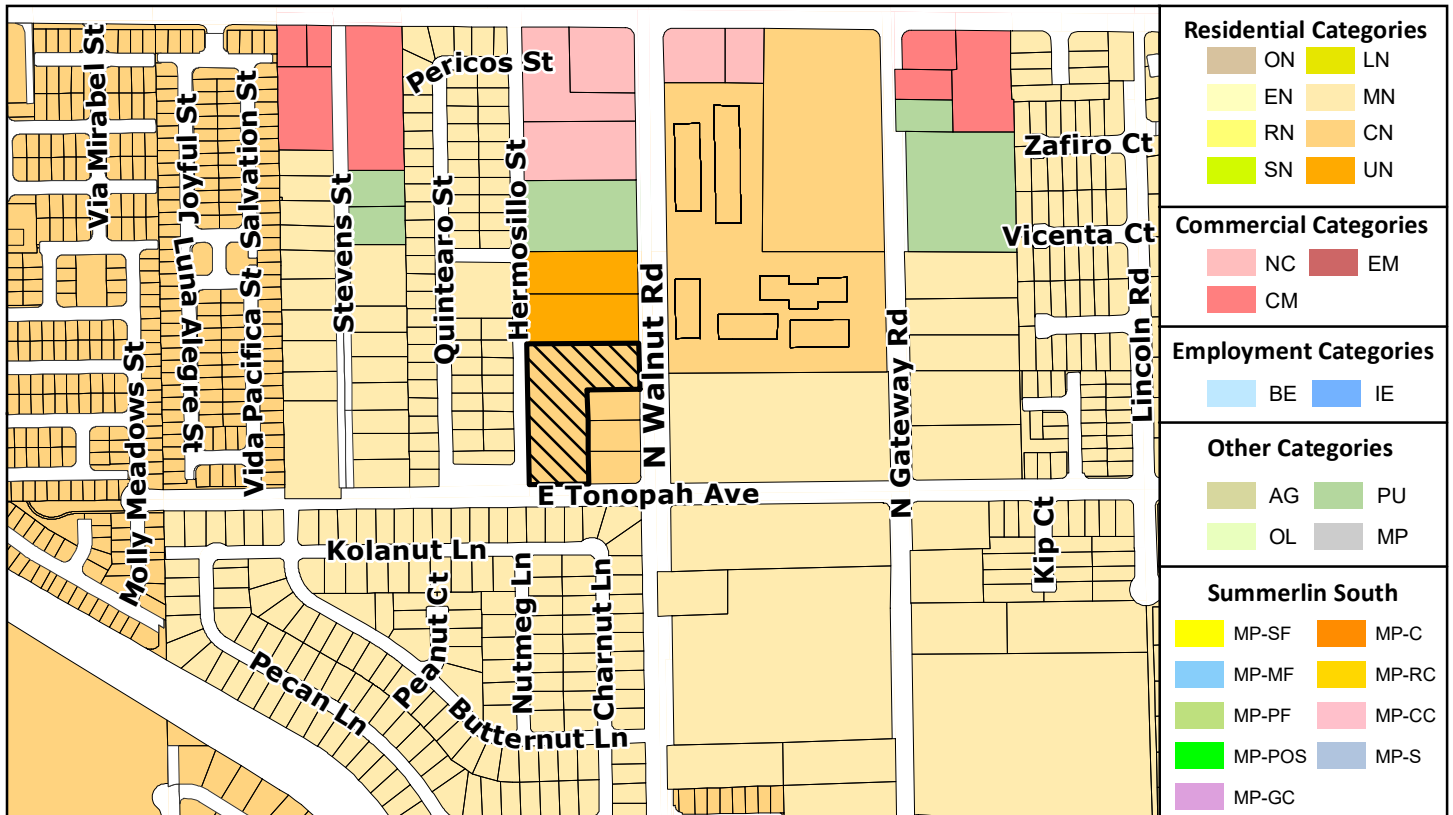 Via Mirabel St
Joyful St
Luna Alegre St
Salvation St
Vida Pacifica St
Molly Meadows St
Stevens St
Pericos St
Quintearo St
Hermosillo St
N Walnut Rd
N Gateway Rd
Zafiro Ct
Vicenta Ct
Lincoln Rd
E Tonopah Ave
Kolanut Ln
Peanut Ct
Nutmeg Ln
Charnut Ln
Pecan Ln
Butternut Ln
Kip Ct
Residential Categories
ON LN
EN MN
RN CN
SN UN
Commercial Categories
NC EM
CM
Employment Categories
BE IE
Other Categories
AG PU
OL MP
Summerlin South
MP-SF MP-C
MP-MF MP-RC
MP-PF MP-CC
MP-POS MP-S
MP-GC